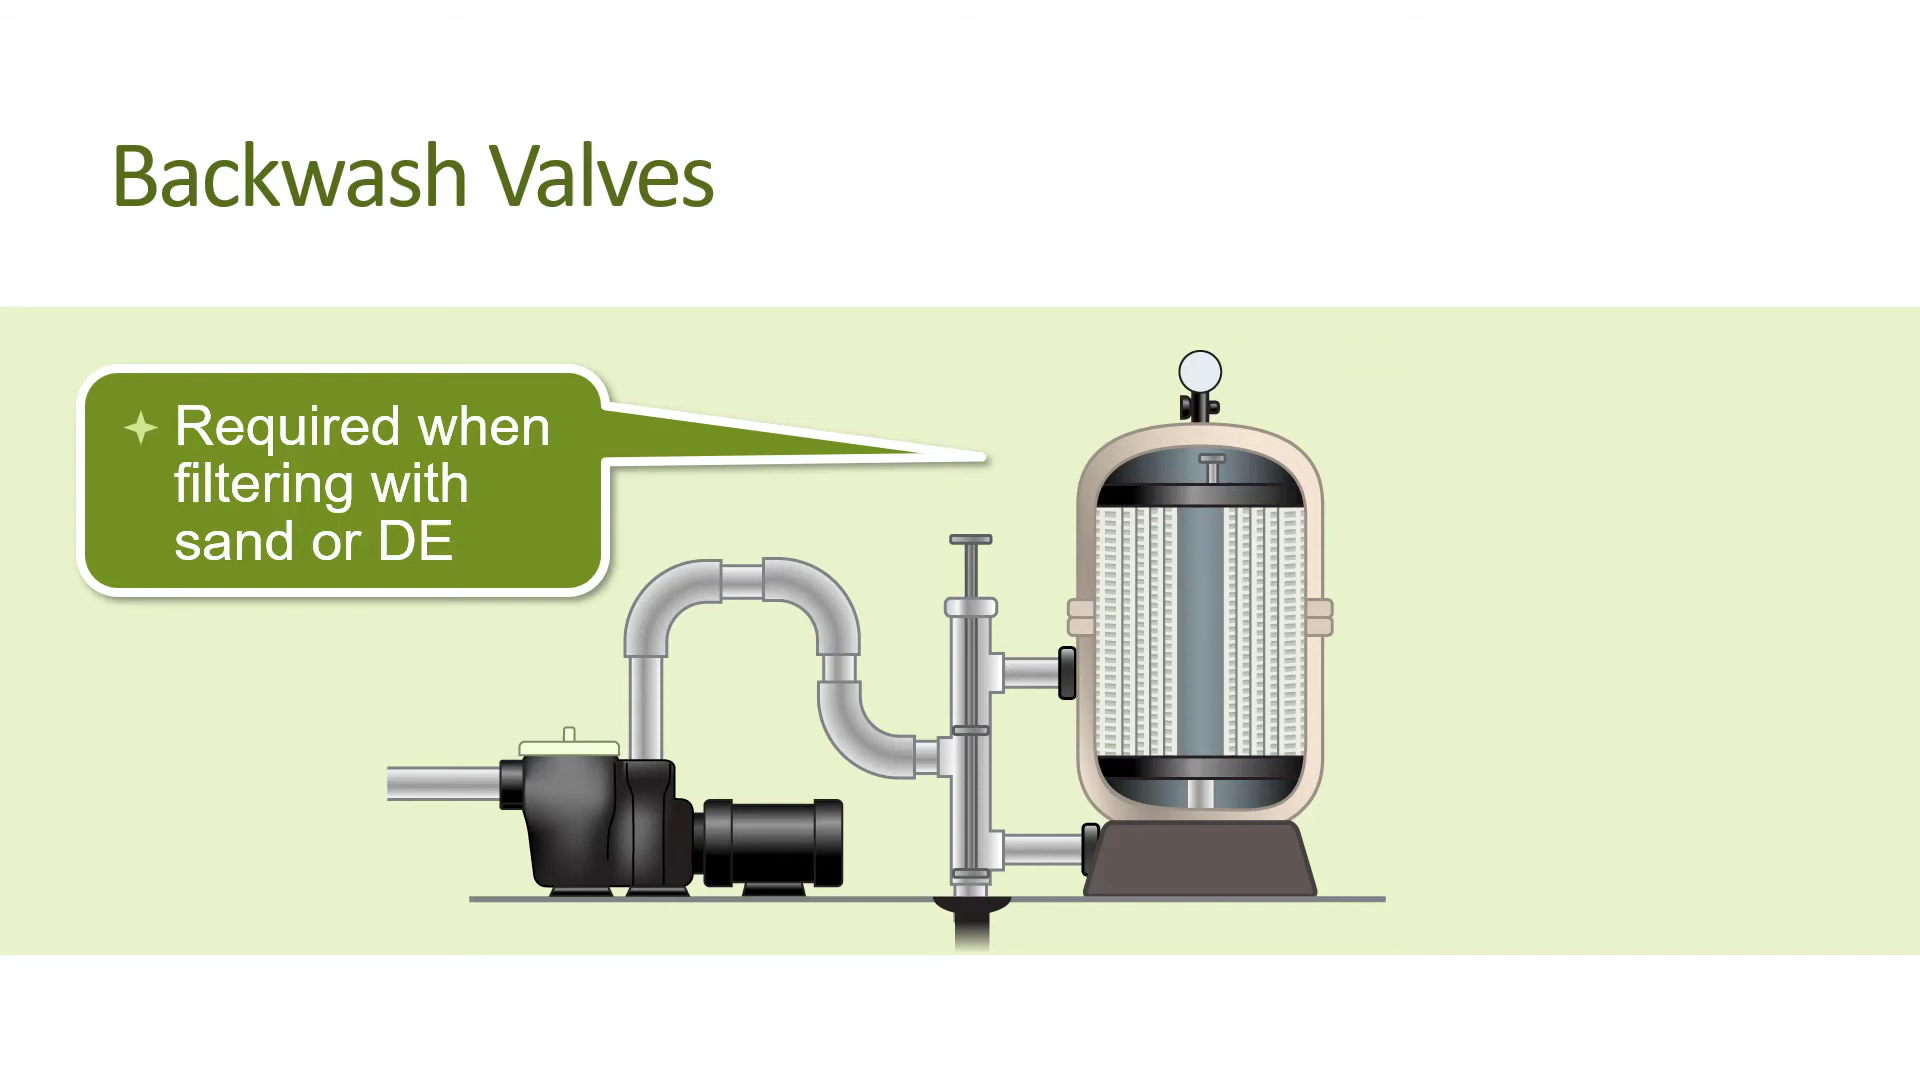 Backwash Valves
Required when
filtering with
sand or DE